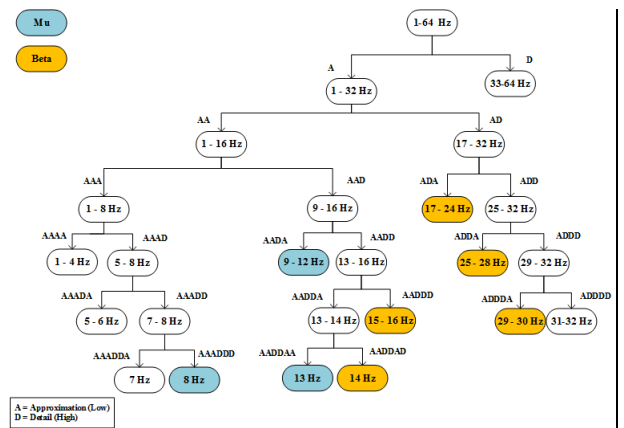 Mu
Beta
1-64 Hz
A
D
1 - 32 Hz
33-64 Hz
AA
AD
1 - 16 Hz
17 - 32 Hz
AAA
AAD
ADA
ADD
1 - 8 Hz
9 - 16 Hz
17 - 24 Hz
25 - 32 Hz
AAAA
AAAD
AADA
AADD
ADDA
ADDD
1 - 4 Hz
5 - 8 Hz
9 - 12 Hz
13 - 16 Hz
25 - 28 Hz
29 - 32 Hz
AAADA
AAADD
AADDA
AADDD
ADDDA
ADDDD
5 - 6 Hz
7 - 8 Hz
13 - 14 Hz
15 - 16 Hz
29 - 30 Hz
31-32 Hz
AAADDA
AAADDD
AADDAA
AADDAD
7 Hz
8 Hz
13 Hz
14 Hz
A = Approximation (Low)
D = Detail (High)